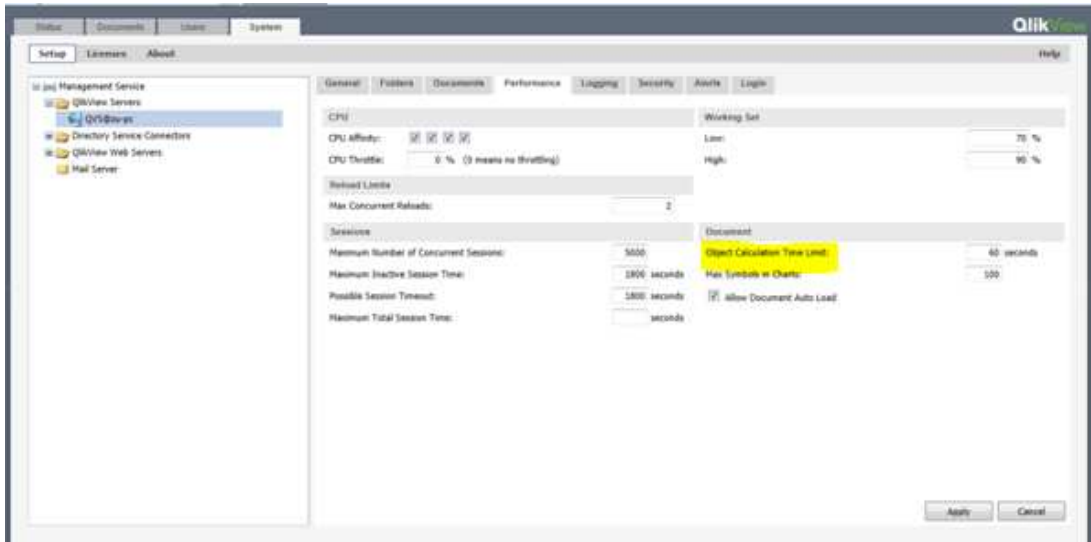 Status Documents Users System
QlikView
Setup Licenses About Help
Management Service
QlikView Servers
Directory Service Connectors
QlikView Web Servers
Mail Server
General Folders Documents Performance Logging Security Alerts Login
CPU
CPU Affinity:
CPU Throttle: 0 % (0 means no throttling)
Working Set
Low: 70 %
High: 90 %
Reload Limits
Max Concurrent Reloads: 2
Sessions
Maximum Number of Concurrent Sessions: 5000
Maximum Inactive Session Time: 1800 seconds
Possible Session Timeout: 1800 seconds
Maximum Total Session Time: seconds
Document
Object Calculation Time Limit: 60 seconds
Max Symbols in Charts: 100
Allow Document Auto Load
Apply Cancel